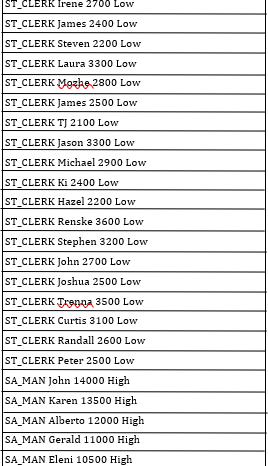 ST_CLERK Irene 2700 Low
ST_CLERK James 2400 Low
ST_CLERK Steven 2200 Low
ST_CLERK Laura 3300 Low
ST_CLERK Mozhe 2800 Low
ST_CLERK James 2500 Low
ST_CLERK TJ 2100 Low
ST_CLERK Jason 3300 Low
ST_CLERK Michael 2900 Low
ST_CLERK Ki 2400 Low
ST_CLERK Hazel 2200 Low
ST_CLERK Renske 3600 Low
ST_CLERK Stephen 3200 Low
ST_CLERK John 2700 Low
ST_CLERK Joshua 2500 Low
ST_CLERK Trenna 3500 Low
ST_CLERK Curtis 3100 Low
ST_CLERK Randall 2600 Low
ST_CLERK Peter 2500 Low
SA_MAN John 14000 High
SA_MAN Karen 13500 High
SA_MAN Alberto 12000 High
SA_MAN Gerald 11000 High
SA_MAN Eleni 10500 High